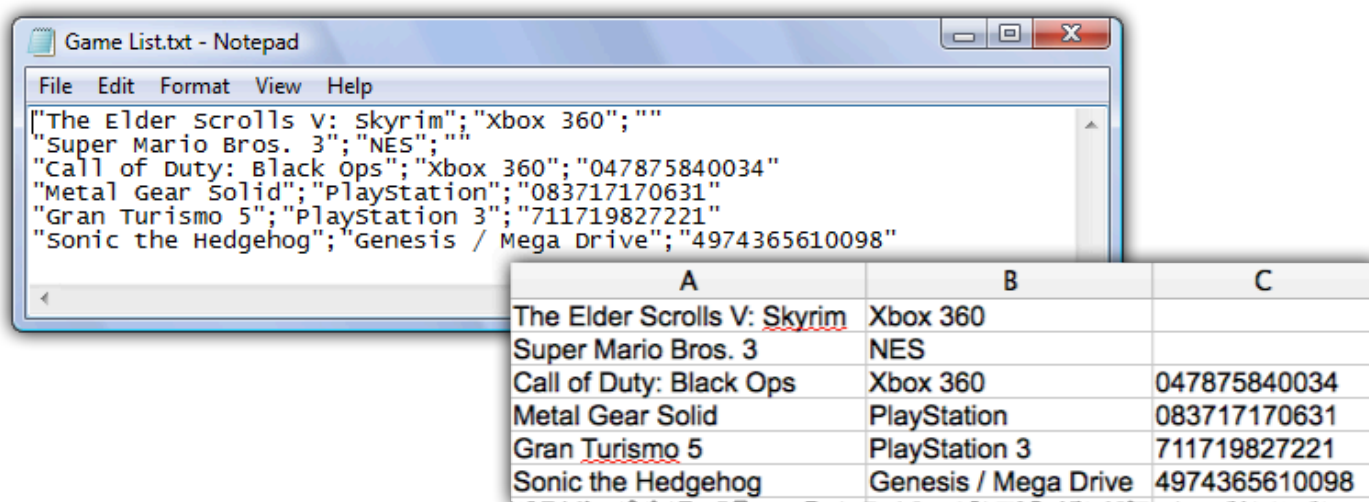 Game List.txt - Notepad
File Edit Format View Help
"The Elder Scrolls V: Skyrim";"Xbox 360";""
"Super Mario Bros. 3";"NES";""
"Call of Duty: Black Ops";"Xbox 360";"047875840034"
"Metal Gear Solid";"PlayStation";"083717170631"
"Gran Turismo 5";"PlayStation 3";"711719827221"
"Sonic the Hedgehog";"Genesis / Mega Drive";"4974365610098"
A B C
The Elder Scrolls V: Skyrim Xbox 360
Super Mario Bros. 3 NES
Call of Duty: Black Ops Xbox 360 047875840034
Metal Gear Solid PlayStation 083717170631
Gran Turismo 5 PlayStation 3 711719827221
Sonic the Hedgehog Genesis / Mega Drive 4974365610098